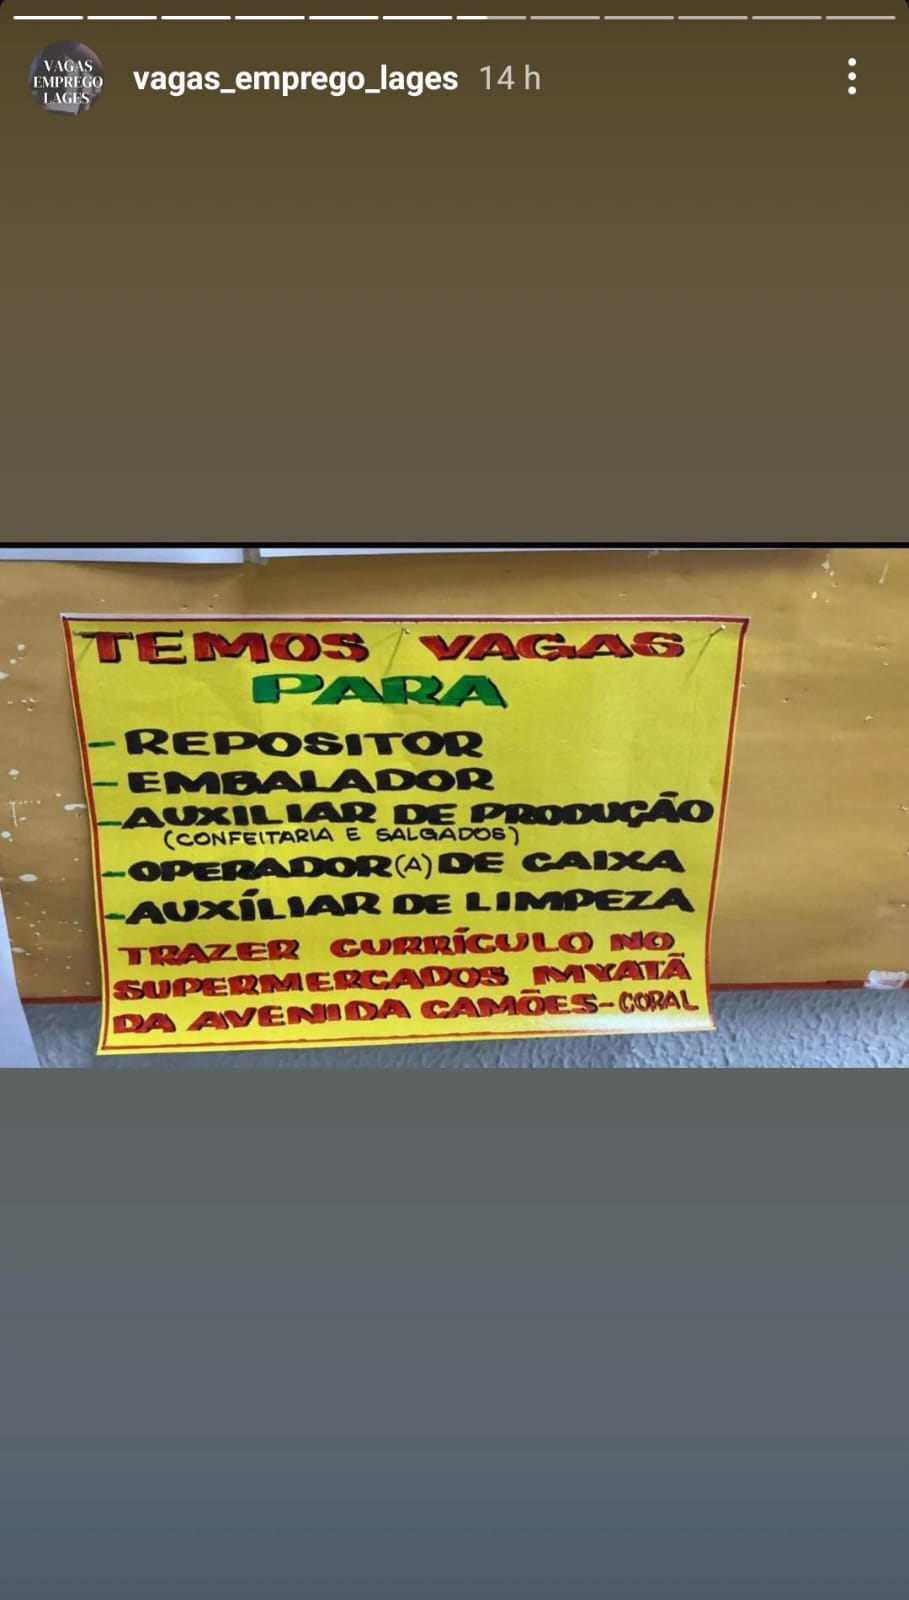 VAGAS
EMPREGO
LAGES
vagas_emprego_lages 14 h
TEMOS VAGAS
PARA
- REPOSITOR
- EMBALADOR
- AUXILIAR DE PRODUÇÃO
(CONFEITARIA E SALGADOS)
- OPERADOR(A) DE CAIXA
- AUXÍLIAR DE LIMPEZA
TRAZER CURRÍCULO NO
SUPERMERCADOS MYATÃ
DA AVENIDA CAMÕES - CORAL